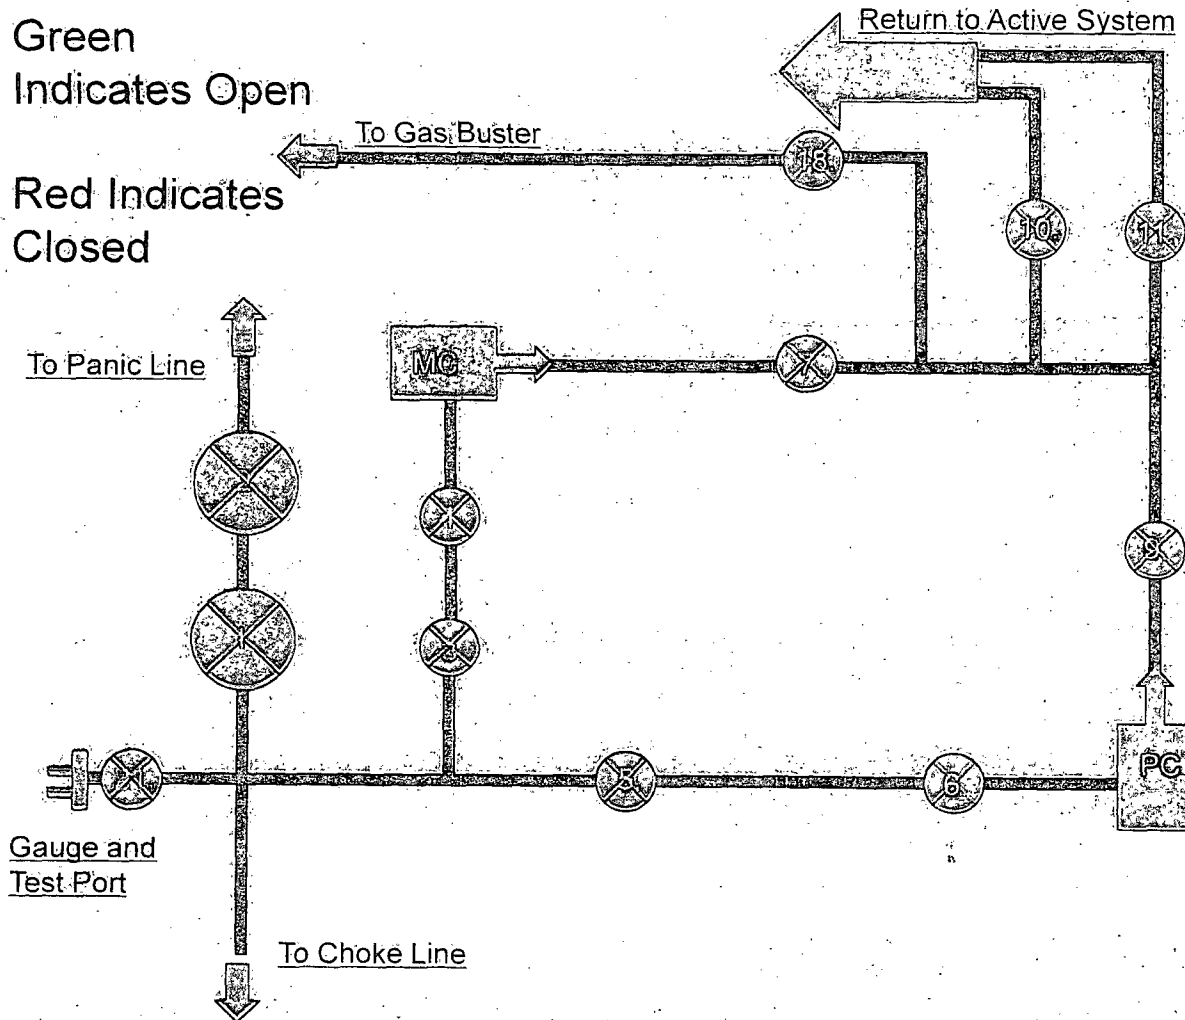 Green
Indicates Open
Red Indicates
Closed
Return to Active System
To Gas Buster
18
10
11
To Panic Line
MC
7
2
9
5
6
PC
Gauge and
Test Port
To Choke Line